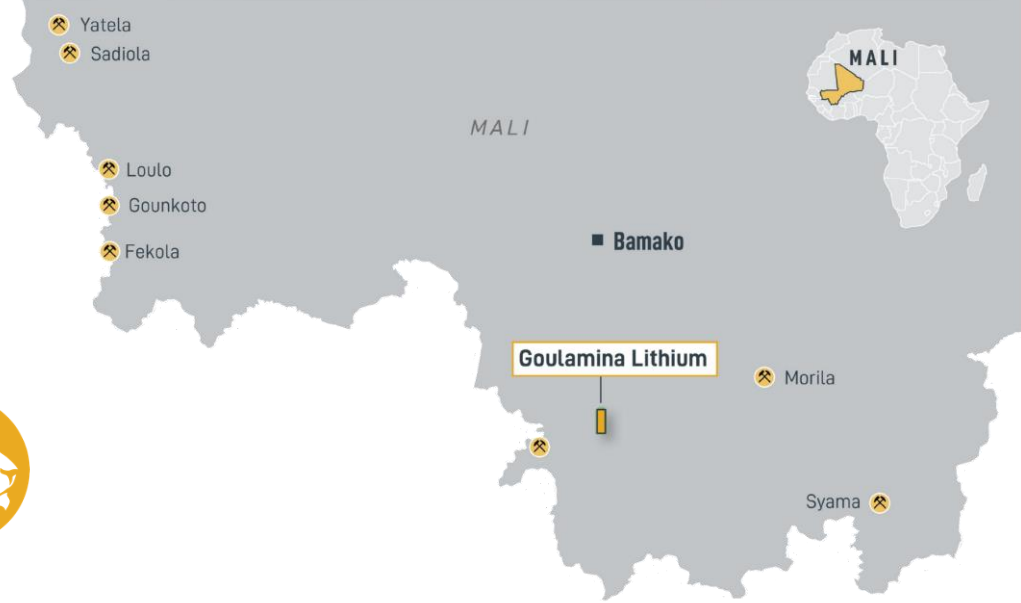 Yatela
Sadiola
MALI
MALI
Loulo
Gounkoto
Fekola
Bamako
Goulamina Lithium
Morila
Syama